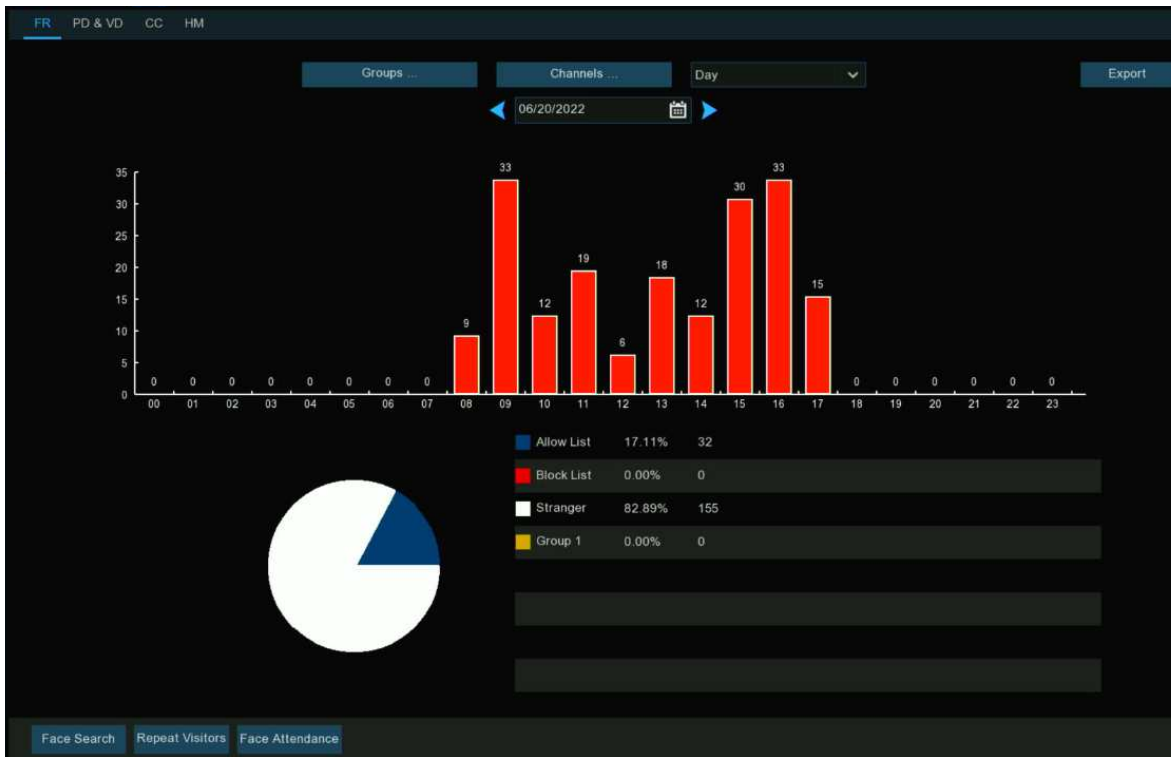 FR PD & VD CC HM
Groups ... Channels ... Day Export
06/20/2022
35
30
25
20
15
10
5
0
0 0 0 0 0 0 0 0 9 33 12 19 6 18 12 30 33 15 0 0 0 0 0 0
00 01 02 03 04 05 06 07 08 09 10 11 12 13 14 15 16 17 18 19 20 21 22 23
Allow List 17.11% 32
Block List 0.00% 0
Stranger 82.89% 155
Group 1 0.00% 0
Face Search Repeat Visitors Face Attendance